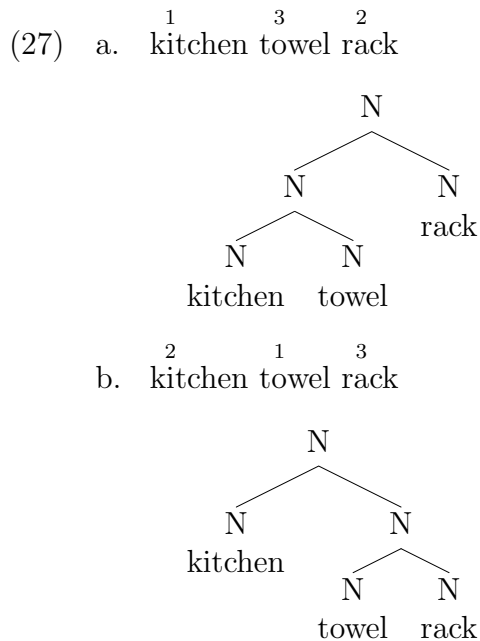 1 3 2
(27) a. kitchen towel rack
N
N N
rack
N N
kitchen towel
2 1 3
b. kitchen towel rack
N
N N
kitchen
N N
towel rack